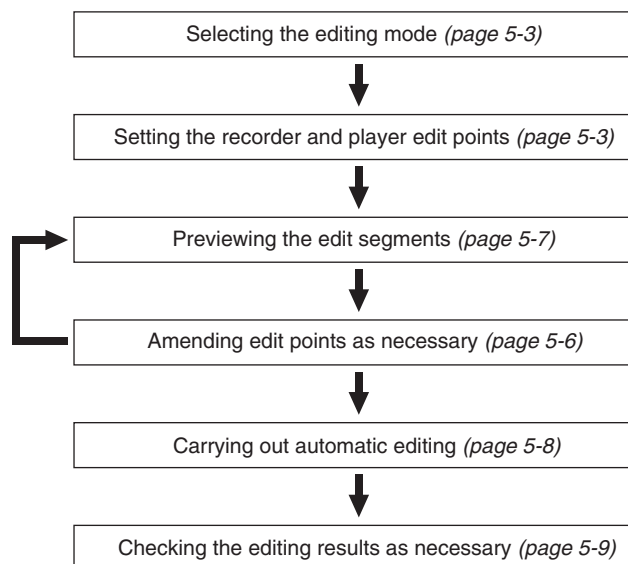 Selecting the editing mode (page 5-3)
Setting the recorder and player edit points (page 5-3)
Previewing the edit segments (page 5-7)
Amending edit points as necessary (page 5-6)
Carrying out automatic editing (page 5-8)
Checking the editing results as necessary (page 5-9)